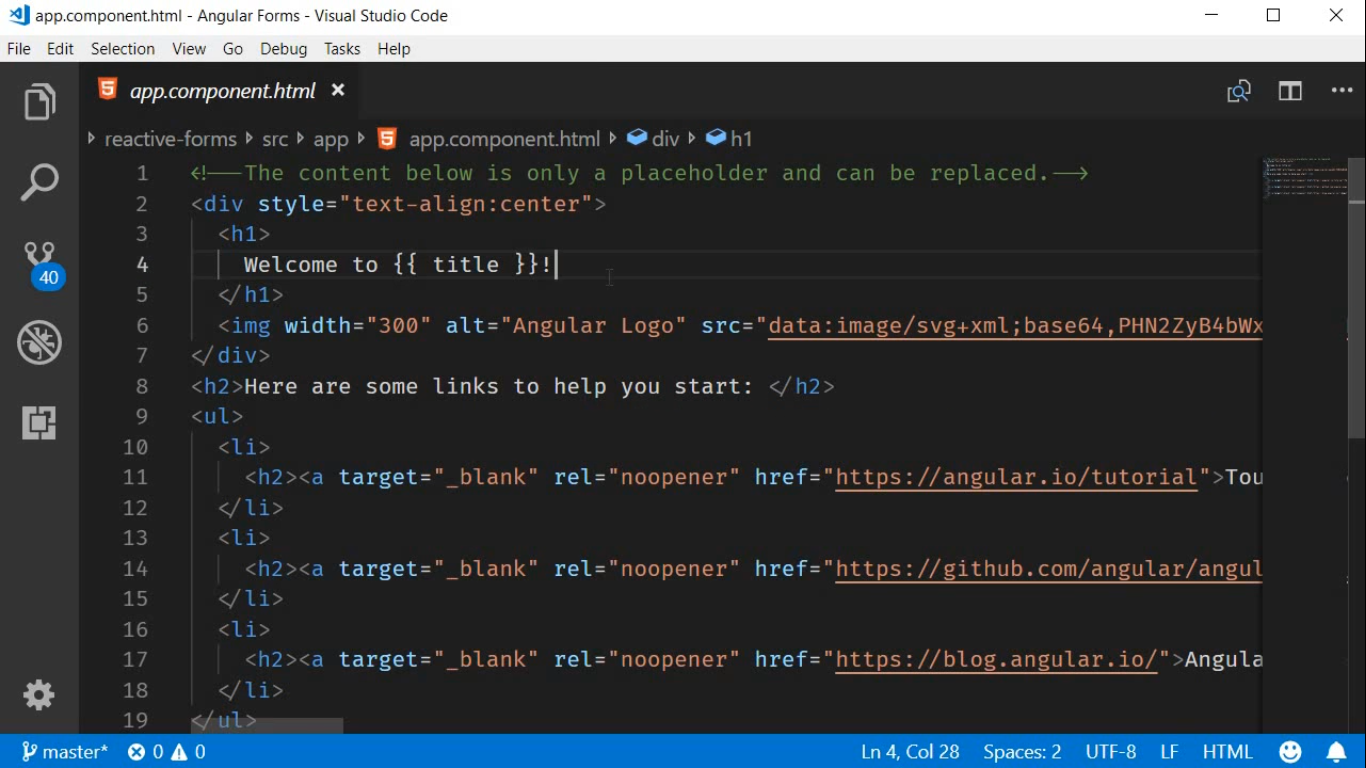 app.component.html - Angular Forms - Visual Studio Code
File Edit Selection View Go Debug Tasks Help
app.component.html
reactive-forms src app app.component.html div h1
1 <!--The content below is only a placeholder and can be replaced.-->
2 <div style="text-align:center">
3 <h1>
4 Welcome to {{ title }}!
5 </h1>
6 <img width="300" alt="Angular Logo" src="data:image/svg+xml;base64,PHN2ZyB4bWx
7 </div>
8 <h2>Here are some links to help you start: </h2>
9 <ul>
10 <li>
11 <h2><a target="_blank" rel="noopener" href="https://angular.io/tutorial">Tou
12 </li>
13 <li>
14 <h2><a target="_blank" rel="noopener" href="https://github.com/angular/angul
15 </li>
16 <li>
17 <h2><a target="_blank" rel="noopener" href="https://blog.angular.io/">Angula
18 </li>
19 </ul>
40
master* 0 0 Ln 4, Col 28 Spaces: 2 UTF-8 LF HTML